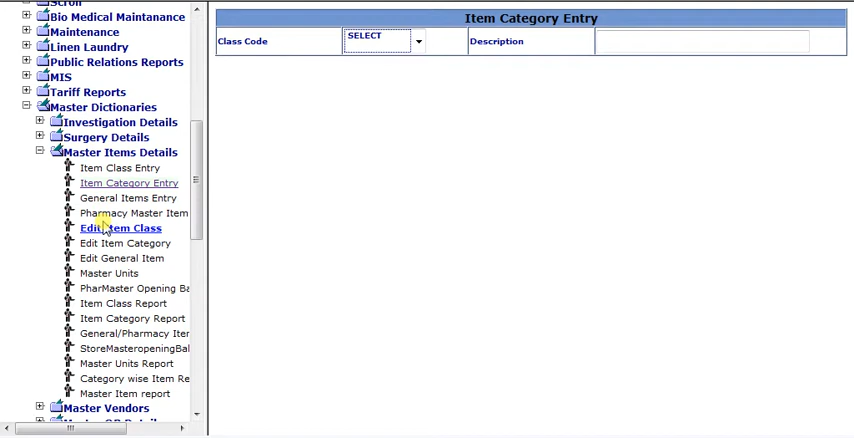 Scroll
Bio Medical Maintanance
Maintenance
Linen Laundry
Public Relations Reports
MIS
Tariff Reports
Master Dictionaries
Investigation Details
Surgery Details
Master Items Details
Item Class Entry
Item Category Entry
General Items Entry
Pharmacy Master Item
Edit Item Class
Edit Item Category
Edit General Item
Master Units
PharMaster Opening Ba
Item Class Report
Item Category Report
General/Pharmacy Iter
StoreMasteropeningBal
Master Units Report
Category wise Item Re
Master Item report
Master Vendors
Item Category Entry
Class Code
SELECT
Description